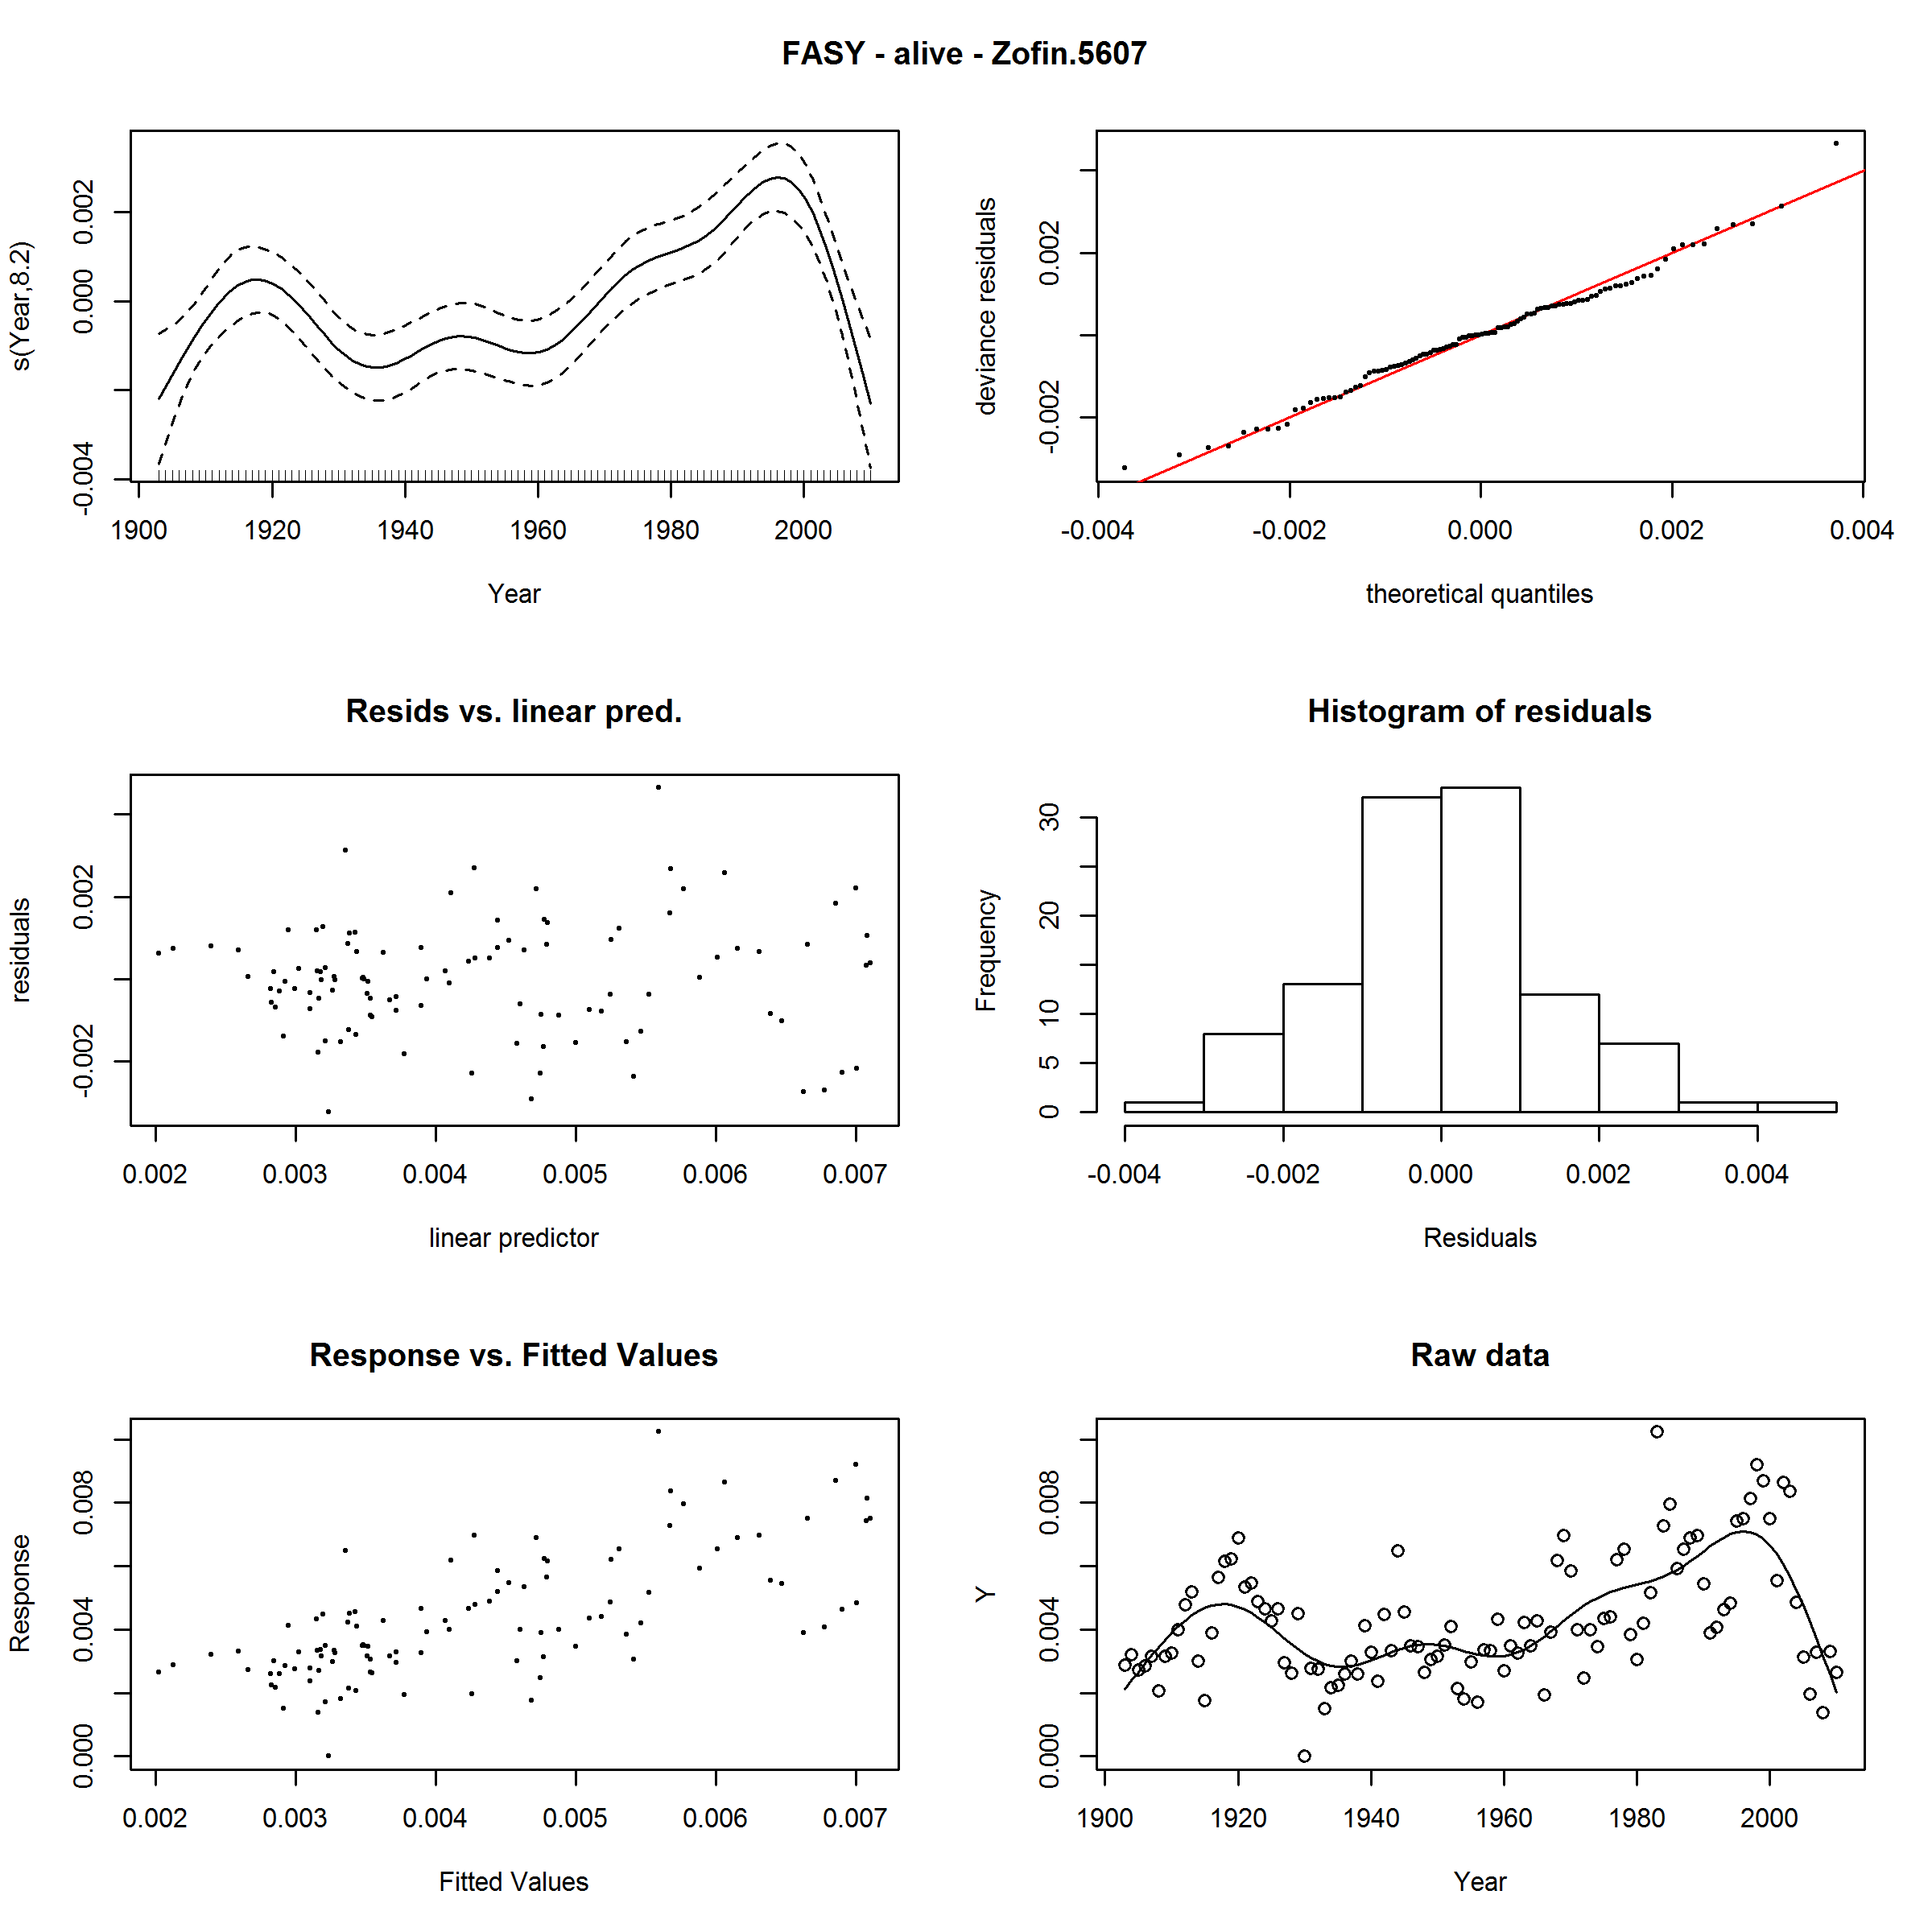 FASY - alive - Zofin.5607
s(Year,8.2)
-0.004 0.000 0.002
1900 1920 1940 1960 1980 2000
Year
deviance residuals
-0.002 0.002
-0.004 -0.002 0.000 0.002 0.004
theoretical quantiles
Resids vs. linear pred.
residuals
-0.002 0.002
0.002 0.003 0.004 0.005 0.006 0.007
linear predictor
Histogram of residuals
Frequency
0 5 10 20 30
-0.004 -0.002 0.000 0.002 0.004
Residuals
Response vs. Fitted Values
Response
0.000 0.004 0.008
0.002 0.003 0.004 0.005 0.006 0.007
Fitted Values
Raw data
Y
0.000 0.004 0.008
1900 1920 1940 1960 1980 2000
Year